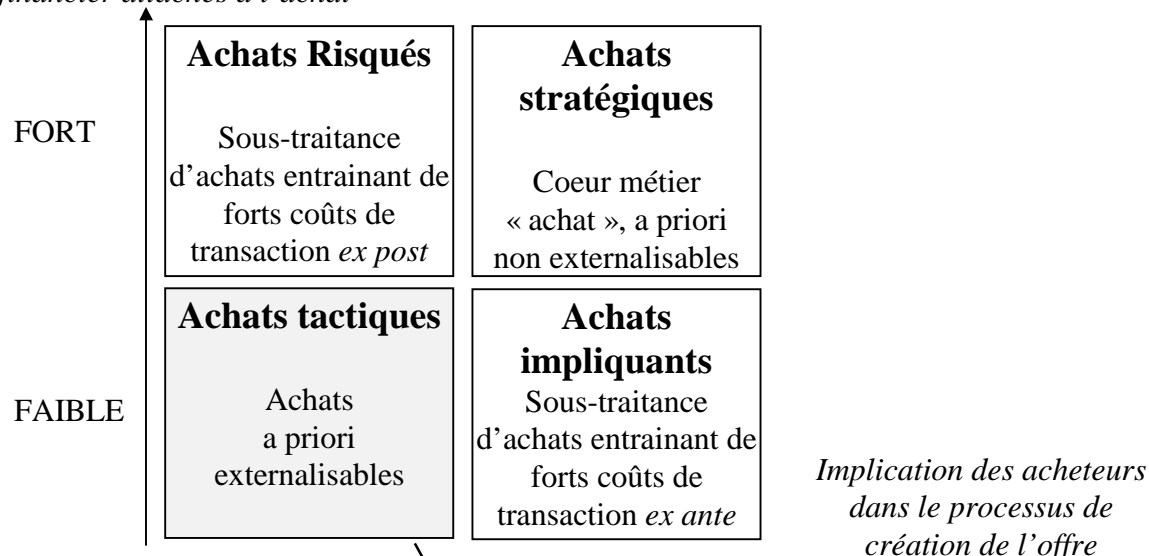 financier attachés à l'achat
Achats Risqués
Sous-traitance
d'achats entrainant de
forts coûts de
transaction ex post
Achats
stratégiques
Coeur métier
« achat », a priori
non externalisables
FORT
Achats tactiques
Achats
a priori
externalisables
Achats
impliquants
Sous-traitance
d'achats entrainant de
forts coûts de
transaction ex ante
FAIBLE
Implication des acheteurs
dans le processus de
création de l'offre